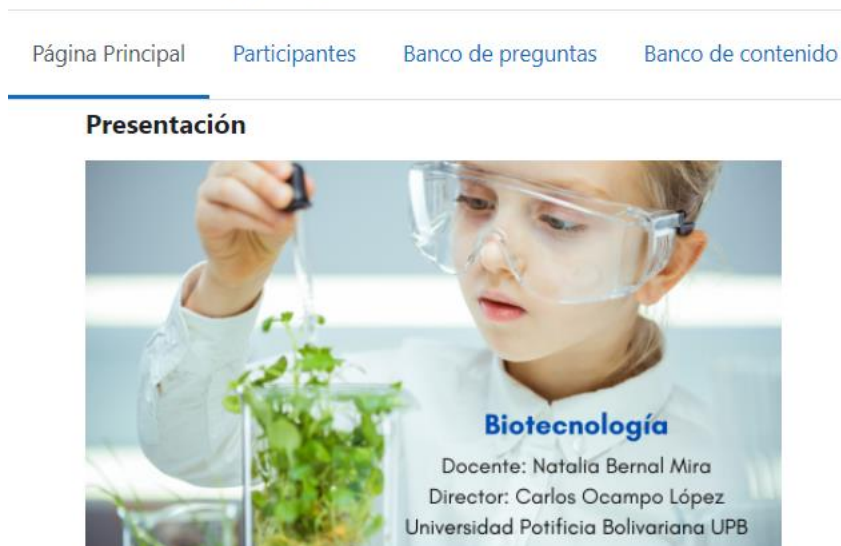 Página Principal Participantes Banco de preguntas Banco de contenido
Presentación
Biotecnología
Docente: Natalia Bernal Mira
Director: Carlos Ocampo López
Universidad Potificia Bolivariana UPB